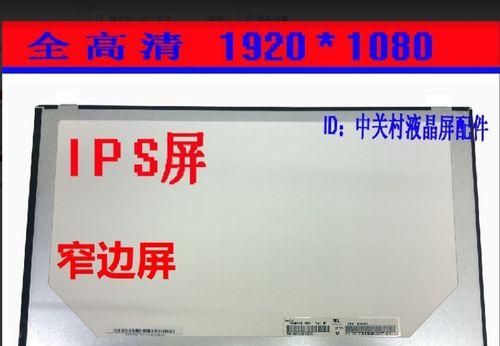 全高清 1920*1080
ID: 中关村液晶屏配件
IPS屏
窄边屏